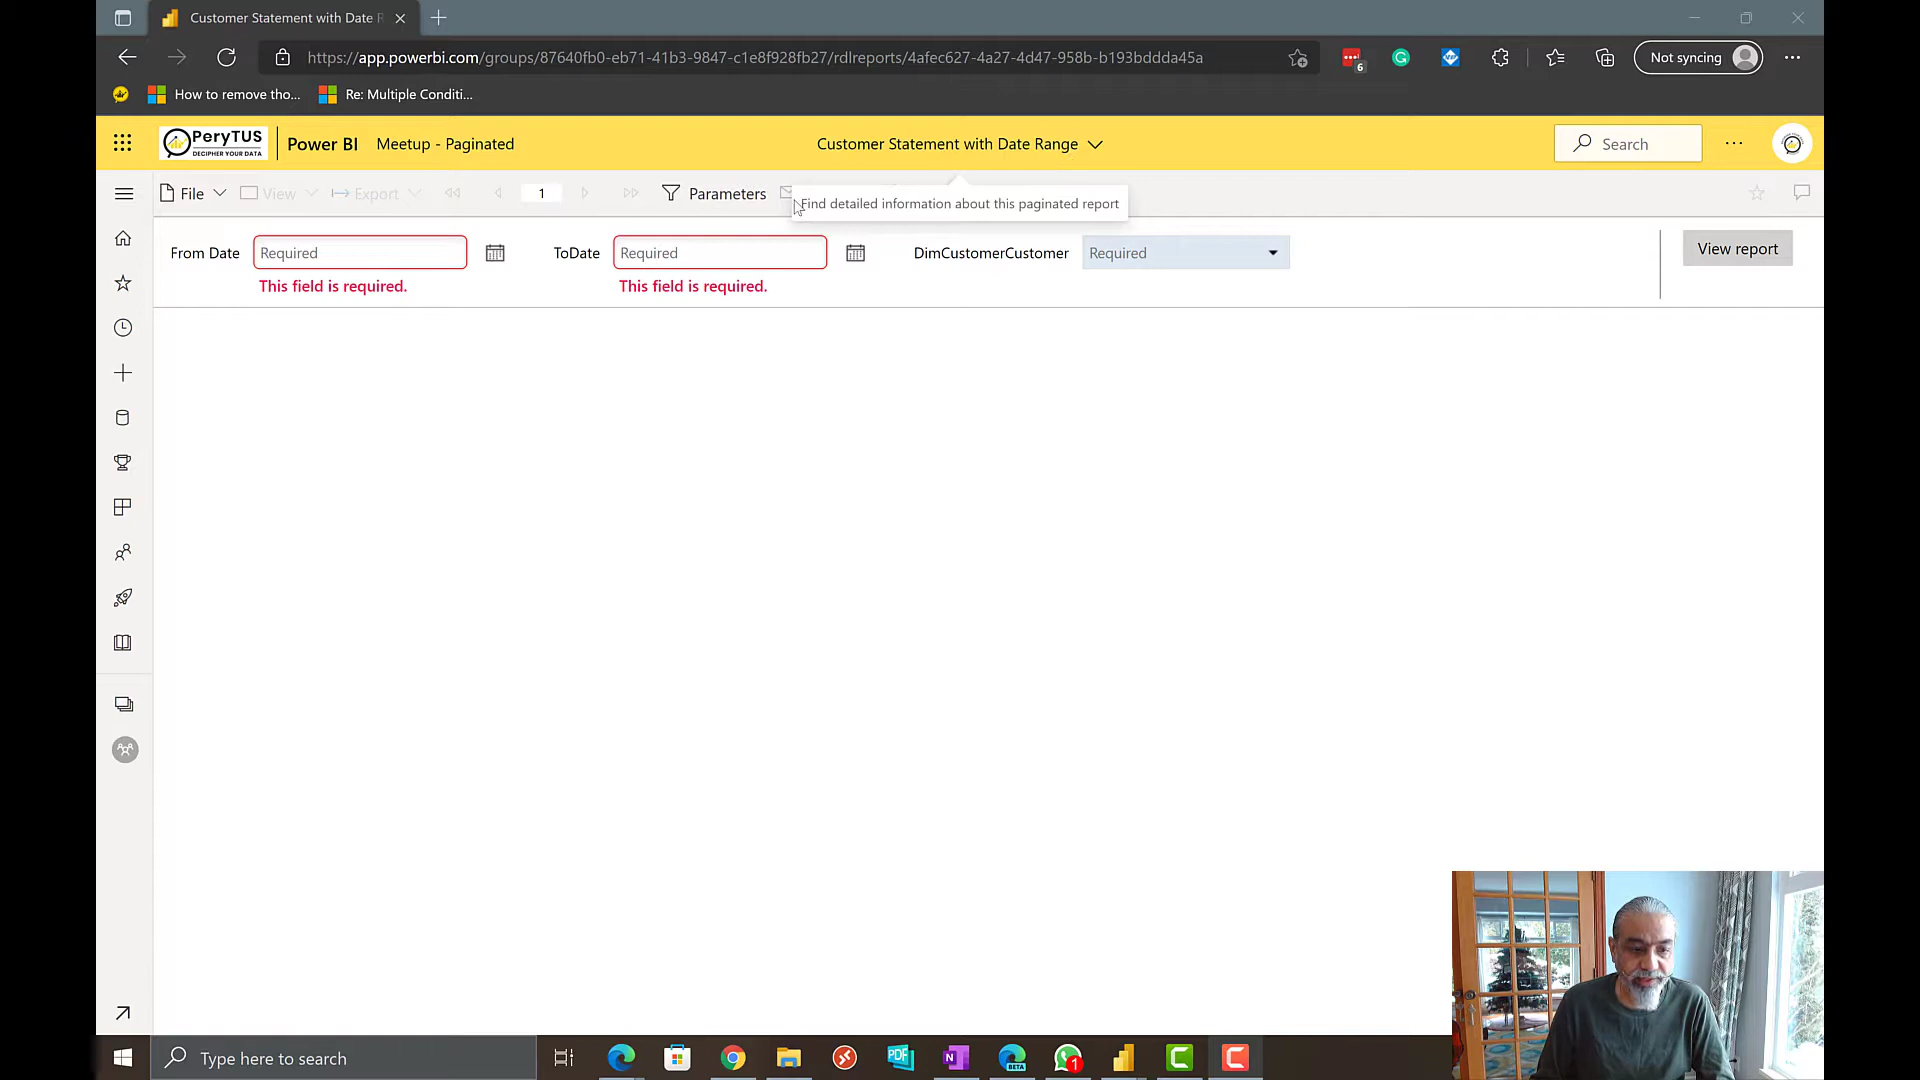 Customer Statement with Date R
https://app.powerbi.com/groups/87640fb0-eb71-41b3-9847-c1e8f928fb27/rdlreports/4afec627-4a27-4d47-958b-b193bddda45a
6
Not syncing
How to remove tho...
Re: Multiple Conditi...
PeryTUS
DECIPHER YOUR DATA
Power BI
Meetup - Paginated
Customer Statement with Date Range
Search
File
View
Export
1
Parameters
Find detailed information about this paginated report
From Date
Required
ToDate
Required
DimCustomerCustomer
Required
View report
This field is required.
This field is required.
Type here to search
PDF
N
BETA
1